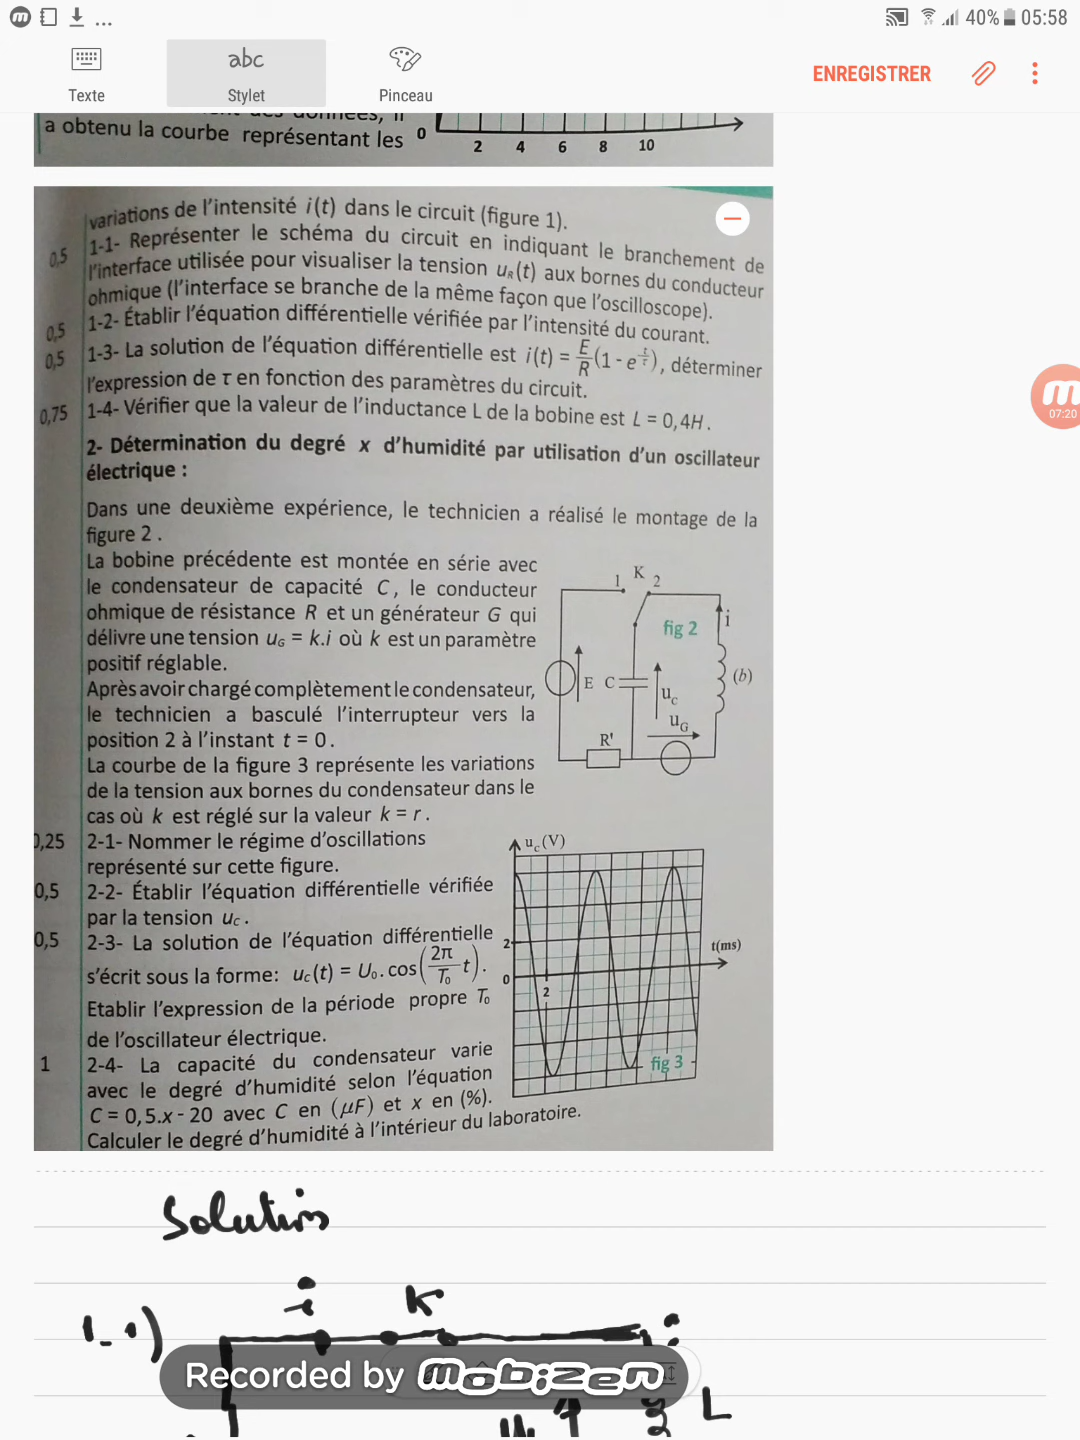 ... 40% 05:58
abc
ENREGISTRER
Texte Stylet Pinceau
données, il
a obtenu la courbe représentant les
0
2 4 6 8 10
variations de l'intensité i(t) dans le circuit (figure 1).
0,5 1-1- Représenter le schéma du circuit en indiquant le branchement de
l'interface utilisée pour visualiser la tension uR(t) aux bornes du conducteur
ohmique (l'interface se branche de la même façon que l'oscilloscope).
0,5 1-2- Établir l'équation différentielle vérifiée par l'intensité du courant.
0,5 1-3- La solution de l'équation différentielle est i(t) = E/R (1 - e^(t/τ)), déterminer
l'expression de τ en fonction des paramètres du circuit.
0,75 1-4- Vérifier que la valeur de l'inductance L de la bobine est L = 0,4H.
2- Détermination du degré x d'humidité par utilisation d'un oscillateur
électrique :
Dans une deuxième expérience, le technicien a réalisé le montage de la
figure 2 .
La bobine précédente est montée en série avec
le condensateur de capacité C, le conducteur
ohmique de résistance R et un générateur G qui
délivre une tension uG = k.i où k est un paramètre
positif réglable.
Après avoir chargé complètement le condensateur,
le technicien a basculé l'interrupteur vers la
position 2 à l'instant t = 0.
La courbe de la figure 3 représente les variations
de la tension aux bornes du condensateur dans le
cas où k est réglé sur la valeur k = r.
1 K 2
i
fig 2
E C
uc
(b)
uG
R'
07:20
0,25 2-1- Nommer le régime d'oscillations
représenté sur cette figure.
0,5 2-2- Établir l'équation différentielle vérifiée
par la tension uC.
0,5 2-3- La solution de l'équation différentielle
s'écrit sous la forme: uc(t) = U0.cos(2π/T0 t).
Etablir l'expression de la période propre T0
de l'oscillateur électrique.
1 2-4- La capacité du condensateur varie
avec le degré d'humidité selon l'équation
C = 0,5.x - 20 avec C en (μF) et x en (%).
Calculer le degré d'humidité à l'intérieur du laboratoire.
uc(V)
2
0
2
t(ms)
fig 3
Solution
i K
1-1) i
Recorded by mobizen
L